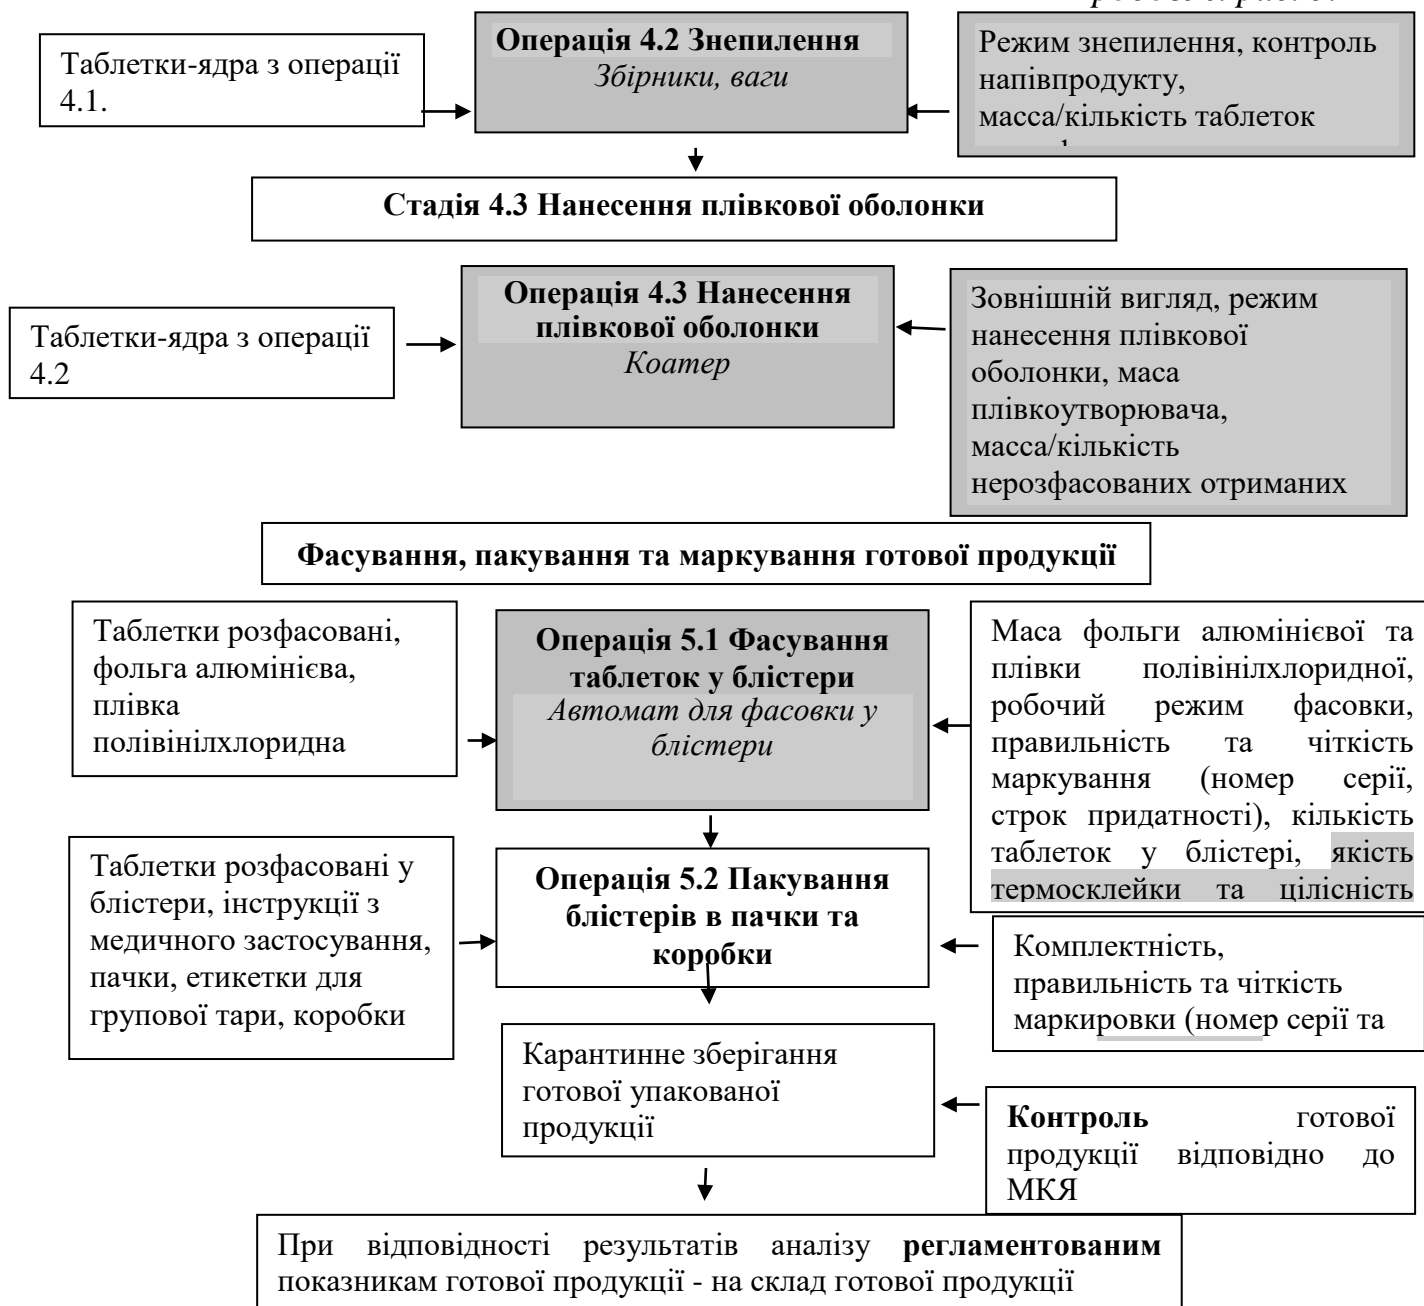 Таблетки-ядра з операції
4.1.
Операція 4.2 Знепилення
Збірники, ваги
Режим знепилення, контроль
напівпродукту,
масса/кількість таблеток
Стадія 4.3 Нанесення плівкової оболонки
Таблетки-ядра з операції
4.2
Операція 4.3 Нанесення
плівкової оболонки
Коатер
Зовнішній вигляд, режим
нанесення плівкової
оболонки, маса
плівкоутворювача,
масса/кількість
нерозфасованих отриманих
Фасування, пакування та маркування готової продукції
Таблетки розфасовані,
фольга алюмінієва,
плівка
полівінілхлоридна
Операція 5.1 Фасування
таблеток у блістери
Автомат для фасовки у
блістери
Маса фольги алюмінієвої та
плівки полівінілхлоридної,
робочий режим фасовки,
правильність та чіткість
маркування (номер серії,
строк придатності), кількість
таблеток у блістері, якість
термосклейки та цілісність
Таблетки розфасовані у
блістери, інструкції з
медичного застосування,
пачки, етикетки для
групової тари, коробки
Операція 5.2 Пакування
блістерів в пачки та
коробки
Комплектність,
правильність та чіткість
маркировки (номер серії та
Карантинне зберігання
готової упакованої
продукції
Контроль готової
продукції відповідно до
МКЯ
При відповідності результатів аналізу регламентованим
показникам готової продукції - на склад готової продукції